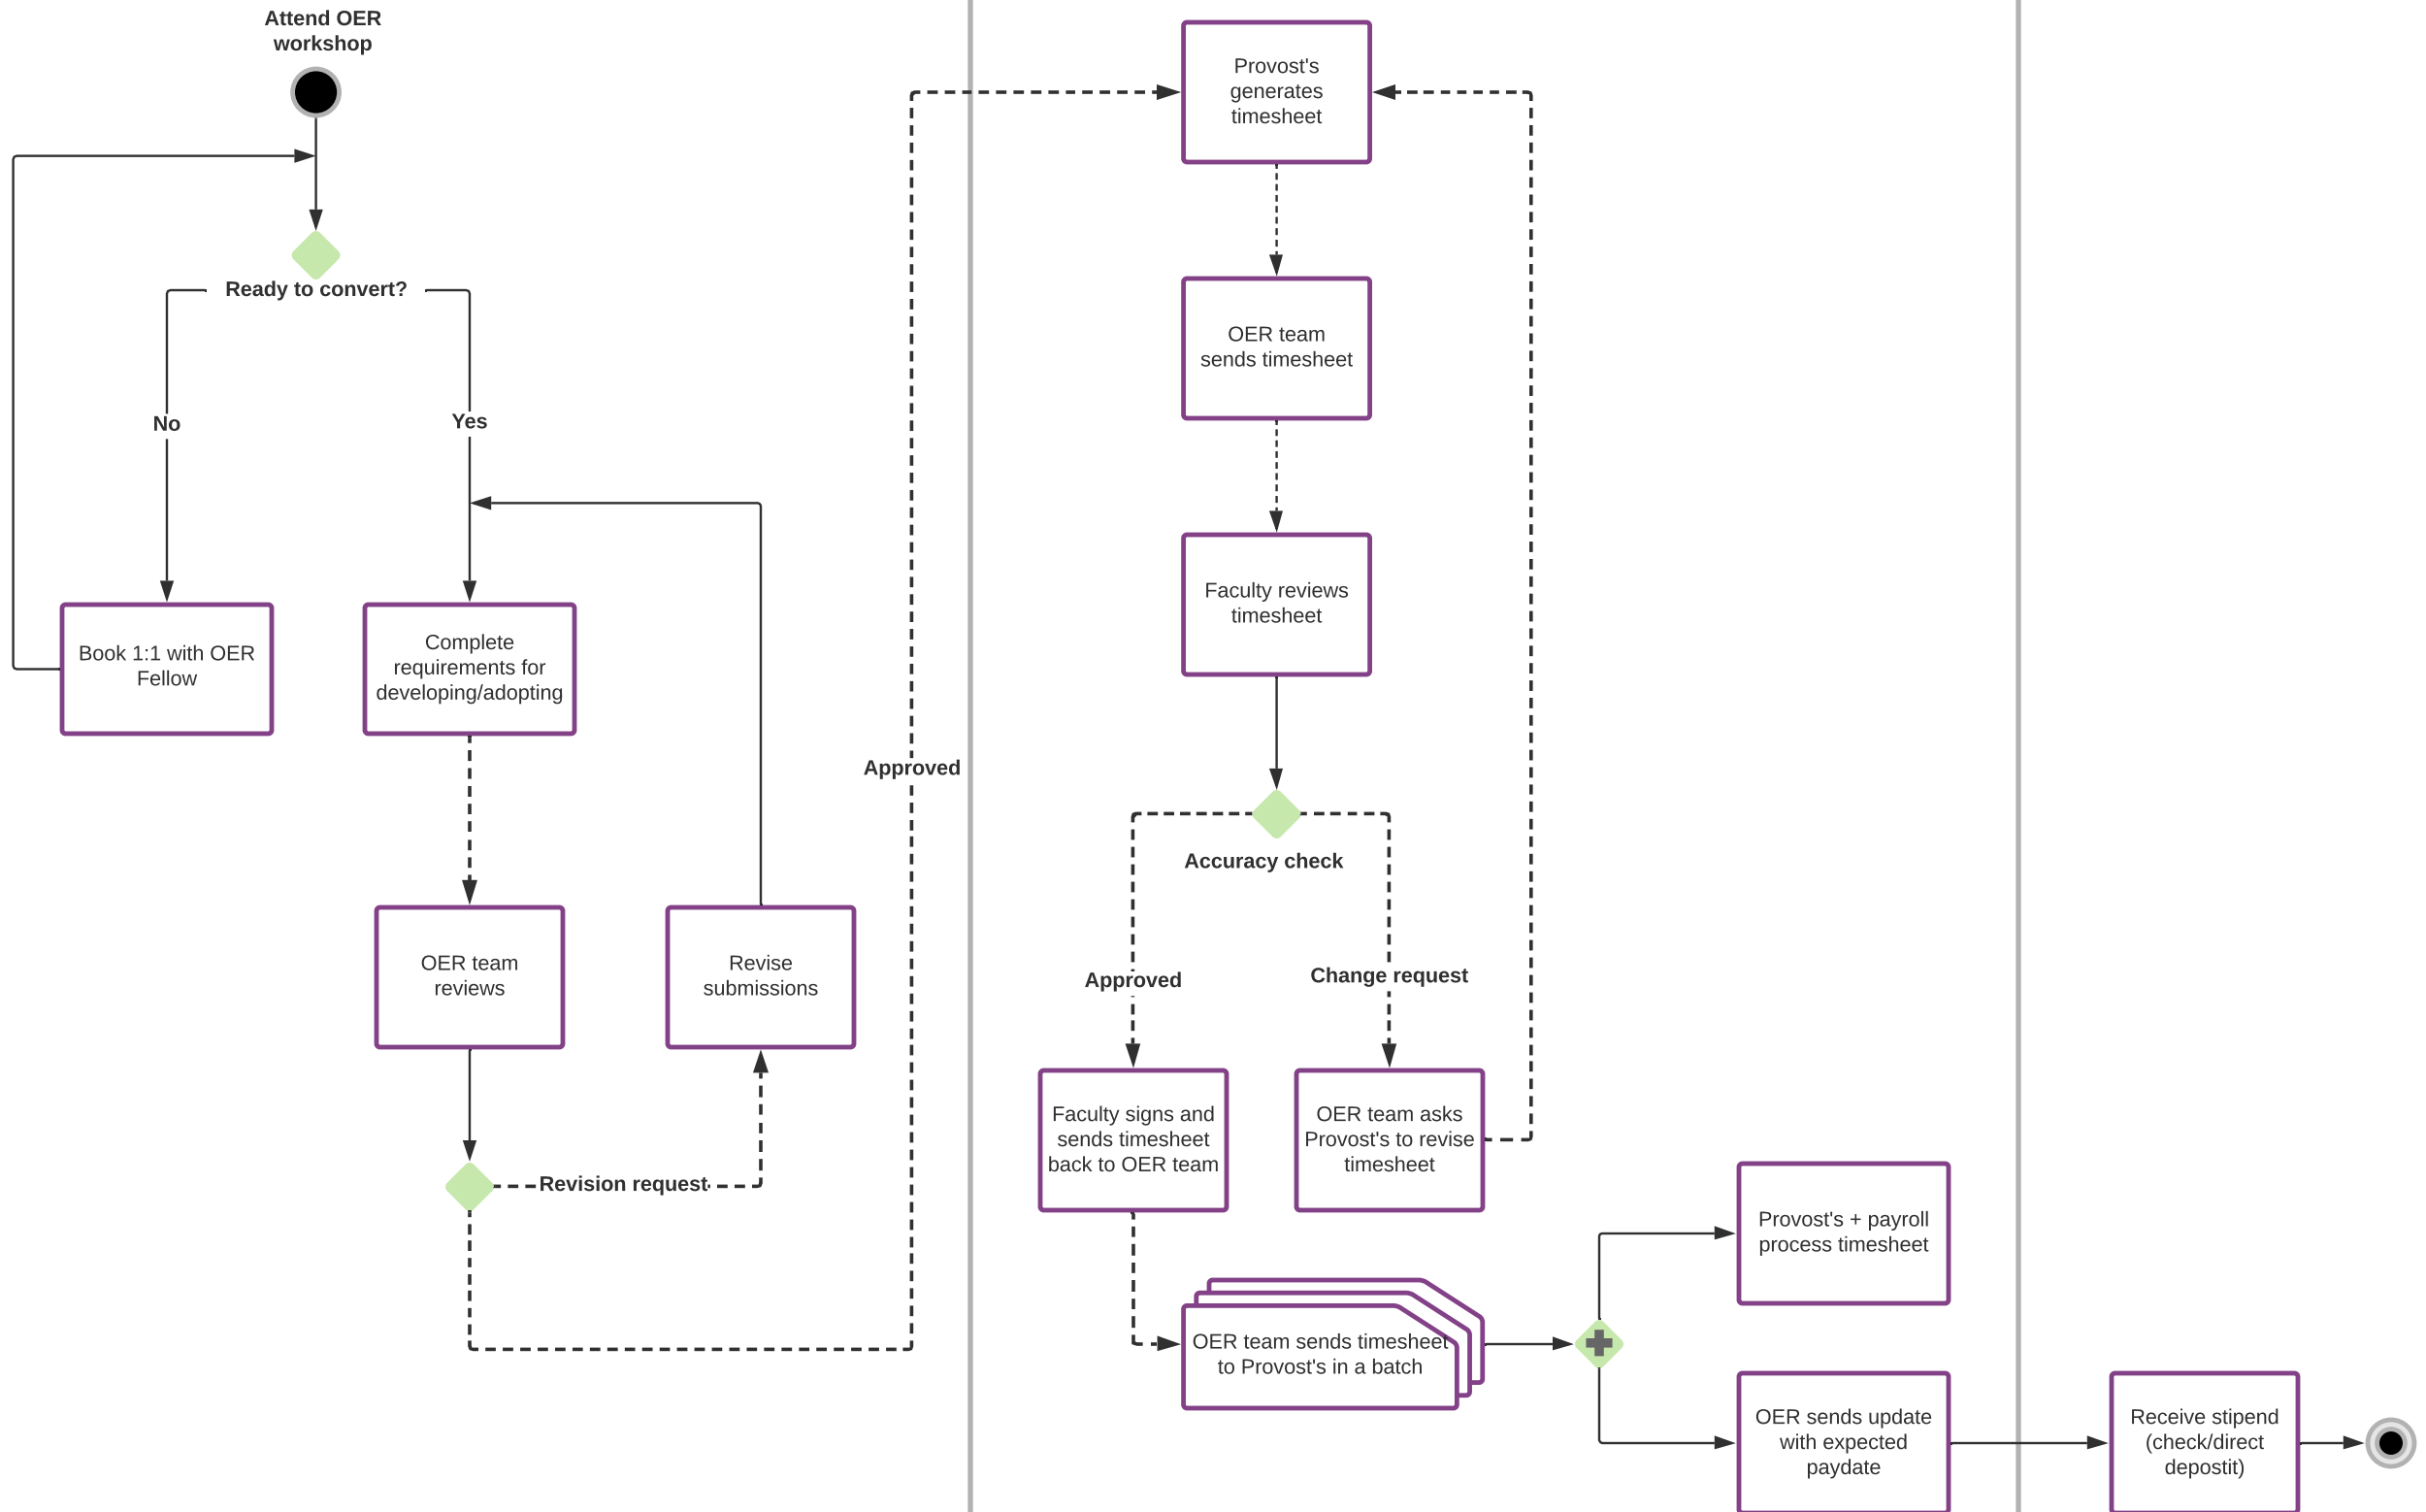 Attend OER
workshop
Ready to convert?
No
Yes
Book 1:1 with OER
Fellow
Complete
requirements for
developing/adopting
OER team
reviews
Revise
submissions
Revision request
Approved
Provost's
generates
timesheet
OER team
sends timesheet
Faculty reviews
timesheet
Accuracy check
Approved
Change request
Faculty signs and
sends timesheet
back to OER team
OER team asks
Provost's to revise
timesheet
OER team sends timesheet
to Provost's in a batch
Provost's + payroll
process timesheet
OER sends update
with expected
paydate
Receive stipend
(check/direct
depostit)